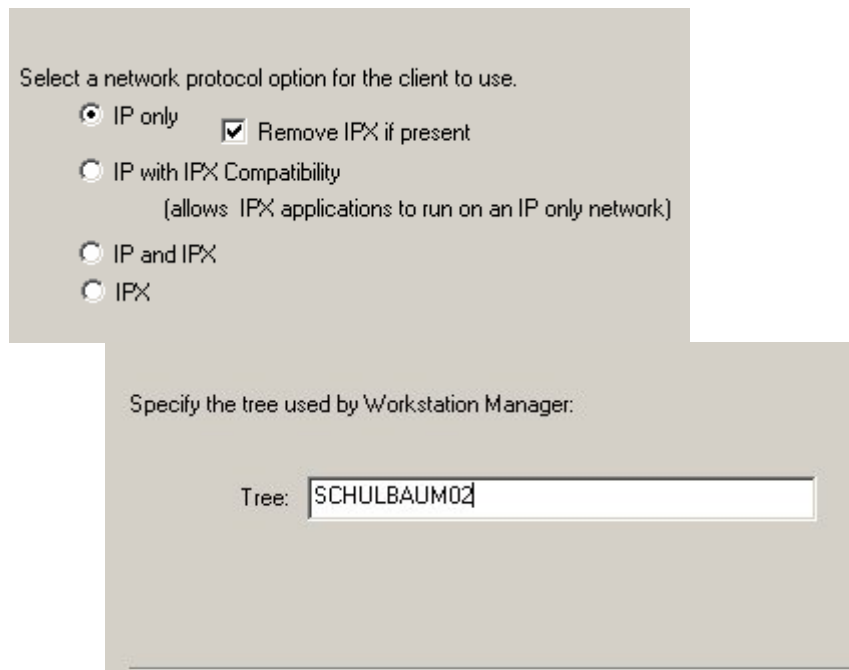 Select a network protocol option for the client to use.
IP only
Remove IPX if present
IP with IPX Compatibility
(allows IPX applications to run on an IP only network)
IP and IPX
IPX
Specify the tree used by Workstation Manager:
Tree: SCHULBAUM02